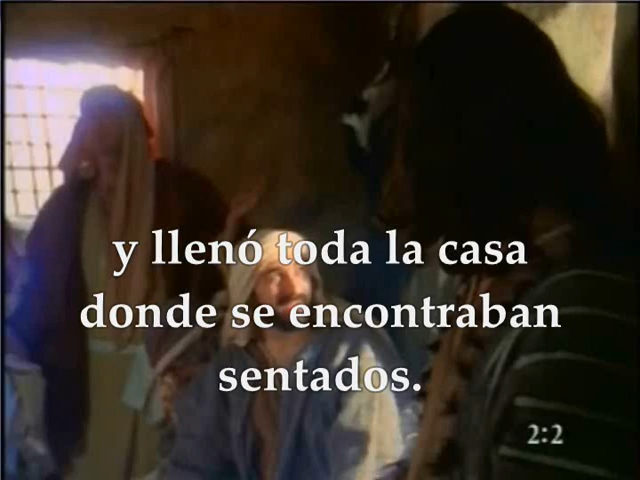 y llenó toda la casa
donde se encontraban
sentados.
2:2